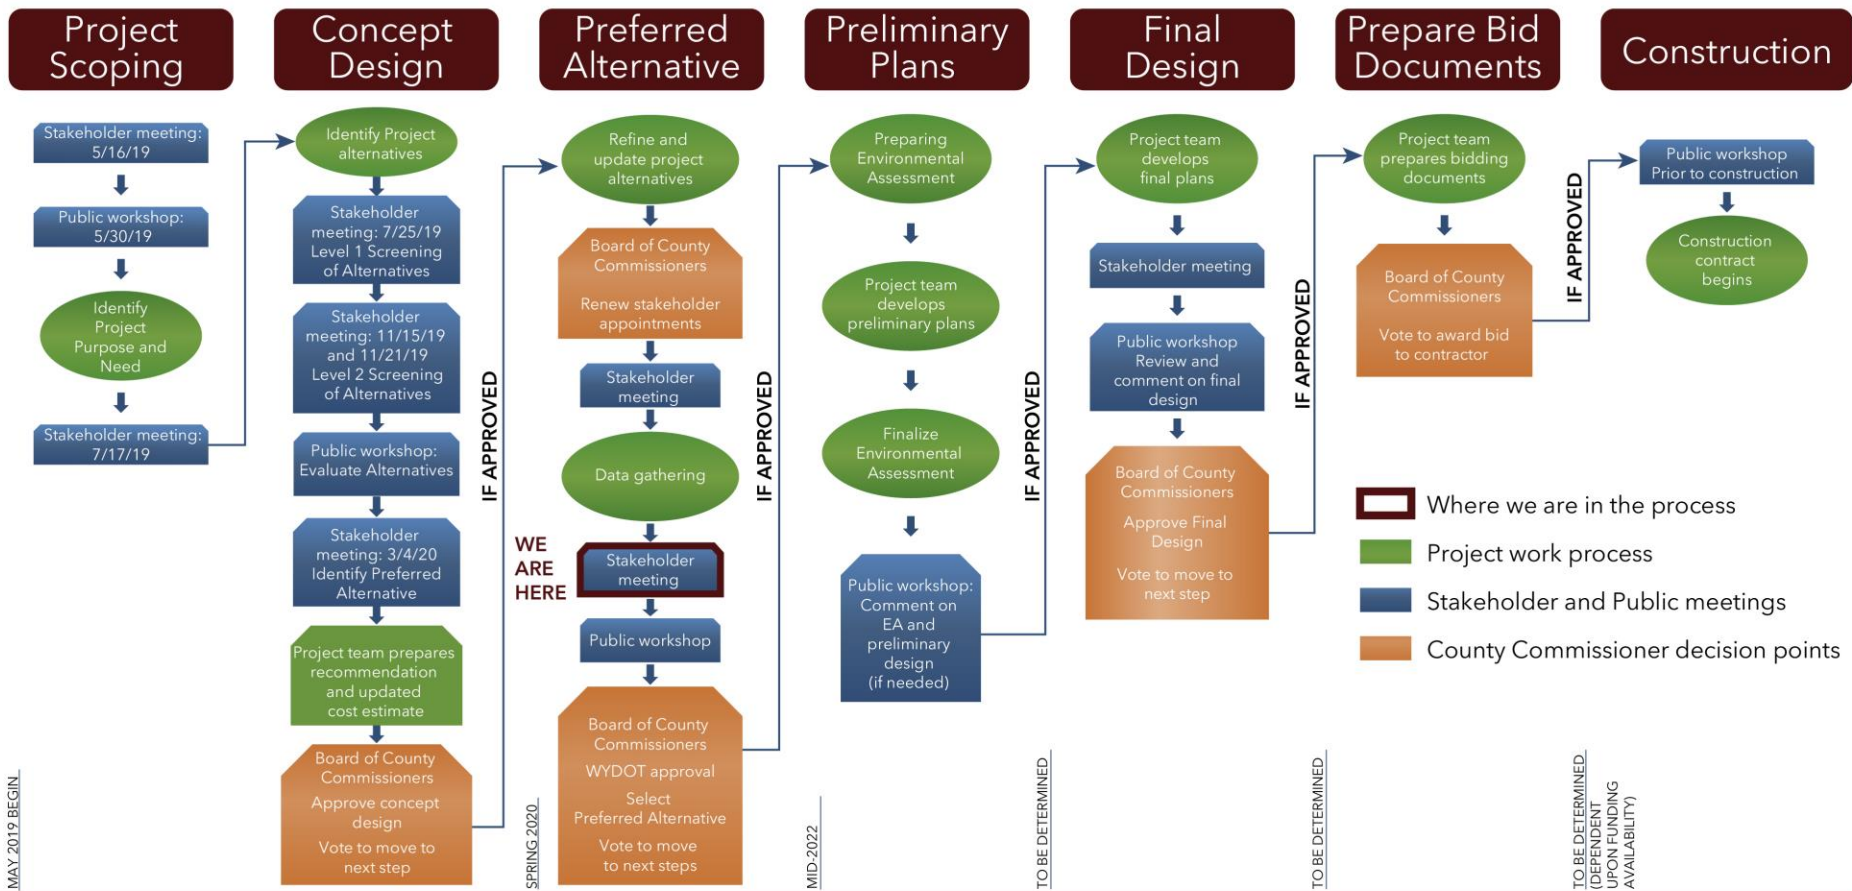 Project
Scoping
Stakeholder meeting:
5/16/19
Public workshop:
5/30/19
Identify
Project
Purpose and
Need
Stakeholder meeting:
7/17/19
MAY 2019 BEGIN
Concept
Design
Identify Project
alternatives
Stakeholder
meeting: 7/25/19
Level 1 Screening
of Alternatives
Stakeholder
meeting: 11/15/19
and 11/21/19
Level 2 Screening
of Alternatives
Public workshop:
Evaluate Alternatives
Stakeholder
meeting: 3/4/20
Identify Preferred
Alternative
Project team prepares
recommendation
and updated
cost estimate
Board of County
Commissioners
Approve concept
design
Vote to move to
next step
IF APPROVED
SPRING 2020
Preferred
Alternative
Refine and
update project
alternatives
Board of County
Commissioners
Renew stakeholder
appointments
Stakeholder
meeting
Data gathering
WE
ARE
HERE
Stakeholder
meeting
Public workshop
Board of County
Commissioners
WYDOT approval
Select
Preferred Alternative
Vote to move
to next steps
IF APPROVED
MID-2022
Preliminary
Plans
Preparing
Environmental
Assessment
Project team
develops
preliminary plans
Finalize
Environmental
Assessment
Public workshop:
Comment on
EA and
preliminary
design
(if needed)
IF APPROVED
TO BE DETERMINED
Final
Design
Project team
develops
final plans
Stakeholder meeting
Public workshop
Review and
comment on final
design
Board of County
Commissioners
Approve Final
Design
Vote to move to
next step
IF APPROVED
TO BE DETERMINED
Prepare Bid
Documents
Project team
prepares bidding
documents
Board of County
Commissioners
Vote to award bid
to contractor
IF APPROVED
TO BE DETERMINED
(DEPENDENT
UPON FUNDING
AVAILABILITY)
Construction
Public workshop
Prior to construction
Construction
contract
begins
Where we are in the process
Project work process
Stakeholder and Public meetings
County Commissioner decision points